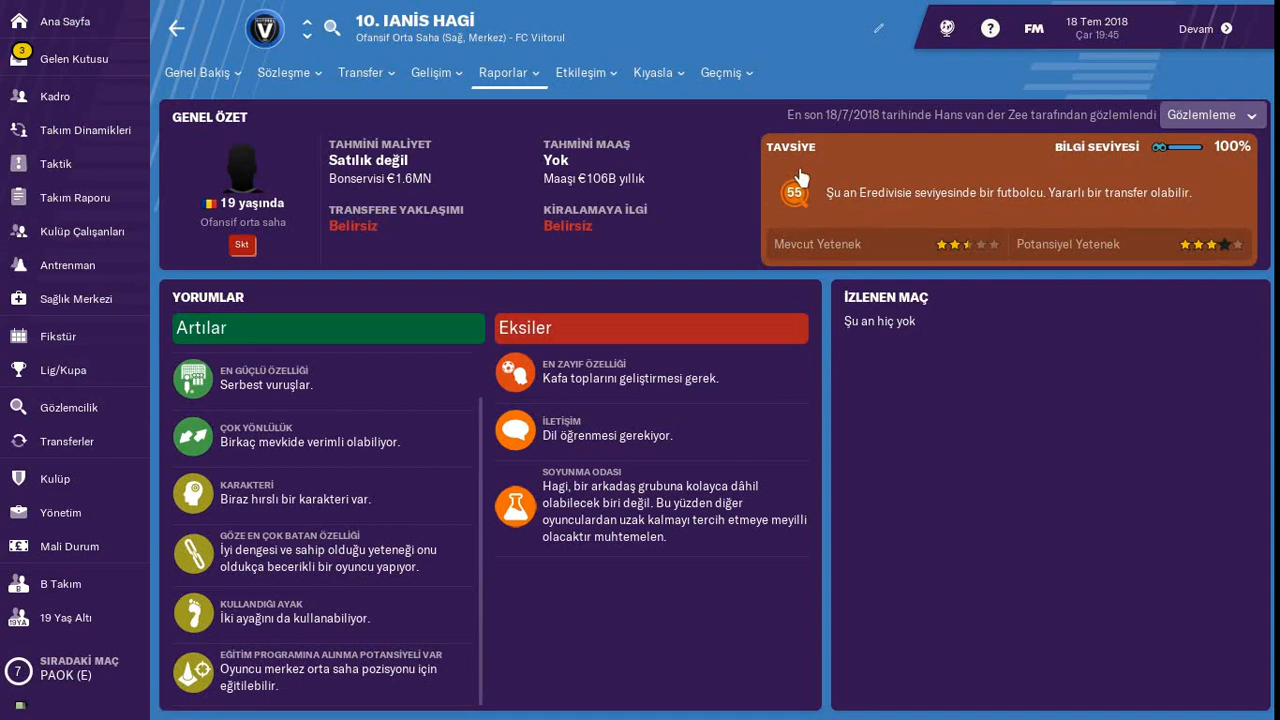 Ana Sayfa
3
Gelen Kutusu
Kadro
Takım Dinamikleri
Taktik
Takım Raporu
Kulüp Çalışanları
Antrenman
Sağlık Merkezi
Fikstür
Lig/Kupa
Gözlemcilik
Transferler
Kulüp
Yönetim
Mali Durum
B
B Takım
19YA
19 Yaş Altı
7
SIRADAKİ MAÇ
PAOK (E)
V
10. IANİS HAGİ
Ofansif Orta Saha (Sağ, Merkez) - FC Viitorul
?
FM
18 Tem 2018
Çar 19:45
Devam
Genel Bakış
Sözleşme
Transfer
Gelişim
Raporlar
Etkileşim
Kıyasla
Geçmiş
GENEL ÖZET
En son 18/7/2018 tarihinde Hans van der Zee tarafından gözlemlendi
Gözlemleme
19 yaşında
Ofansif orta saha
Skt
TAHMİNİ MALİYET
Satılık değil
Bonservisi €1.6MN
TRANSFERE YAKLAŞIMI
Belirsiz
TAHMİNİ MAAŞ
Yok
Maaşı €106B yıllık
KİRALAMAYA İLGİ
Belirsiz
TAVSİYE
BİLGİ SEVİYESİ
100%
55
Şu an Eredivisie seviyesinde bir futbolcu. Yararlı bir transfer olabilir.
Mevcut Yetenek
Potansiyel Yetenek
YORUMLAR
Artılar
EN GÜÇLÜ ÖZELLİĞİ
Serbest vuruşlar.
ÇOK YÖNLÜLÜK
Birkaç mevkide verimli olabiliyor.
KARAKTERİ
Biraz hırslı bir karakteri var.
GÖZE EN ÇOK BATAN ÖZELLİĞİ
İyi dengesi ve sahip olduğu yeteneği onu
oldukça becerikli bir oyuncu yapıyor.
KULLANDIĞI AYAK
İki ayağını da kullanabiliyor.
EĞİTİM PROGRAMINA ALINMA POTANSİYELİ VAR
Oyuncu merkez orta saha pozisyonu için
eğitilebilir.
Eksiler
EN ZAYIF ÖZELLİĞİ
Kafa toplarını geliştirmesi gerek.
İLETİŞİM
Dil öğrenmesi gerekiyor.
SOYUNMA ODASI
Hagi, bir arkadaş grubuna kolayca dâhil
olabilecek biri değil. Bu yüzden diğer
oyunculardan uzak kalmayı tercih etmeye meyilli
olacaktır muhtemelen.
İZLENEN MAÇ
Şu an hiç yok